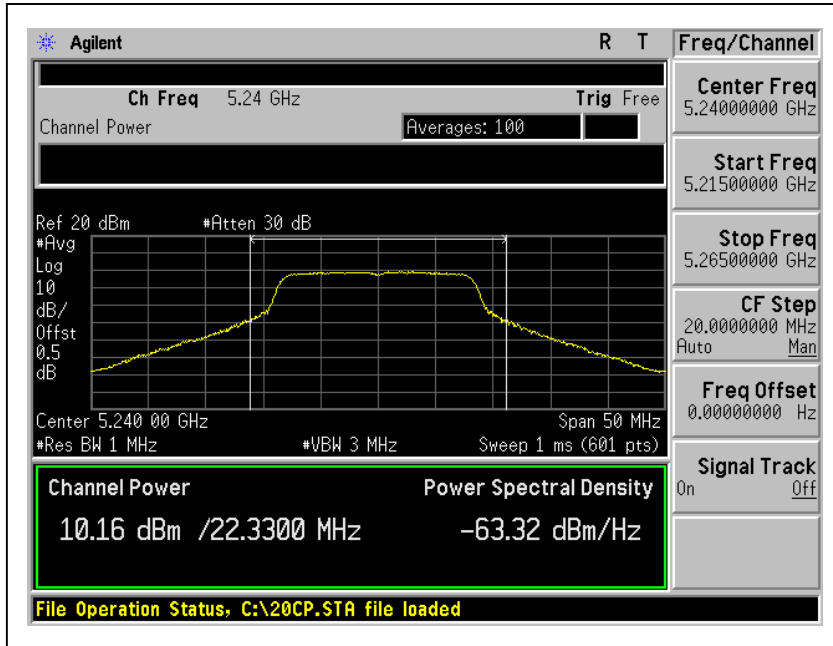 Agilent R T
Ch Freq 5.24 GHz Trig Free
Channel Power Averages: 100
Ref 20 dBm #Atten 30 dB
#Avg
Log
10
dB/
Offst
0.5
dB
Center 5.240 00 GHz Span 50 MHz
#Res BW 1 MHz #VBW 3 MHz Sweep 1 ms (601 pts)
Channel Power Power Spectral Density
10.16 dBm /22.3300 MHz -63.32 dBm/Hz
File Operation Status, C:\20CP.STA file loaded
Freq/Channel
Center Freq
5.24000000 GHz
Start Freq
5.21500000 GHz
Stop Freq
5.26500000 GHz
CF Step
20.0000000 MHz
Auto Man
Freq Offset
0.00000000 Hz
Signal Track
On Off